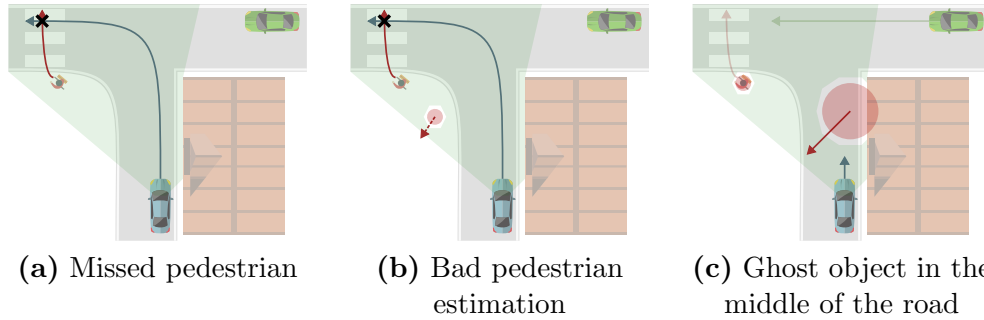 (a) Missed pedestrian
(b) Bad pedestrian
estimation
(c) Ghost object in the
middle of the road